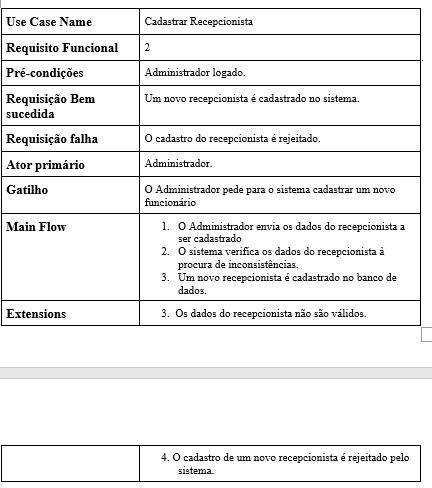 Use Case Name
Cadastrar Recepcionista
Requisito Funcional
2
Pré-condições
Administrador logado.
Requisição Bem
sucedida
Um novo recepcionista é cadastrado no sistema.
Requisição falha
O cadastro do recepcionista é rejeitado.
Ator primário
Administrador.
Gatilho
O Administrador pede para o sistema cadastrar um novo
funcionário
Main Flow
1. O Administrador envia os dados do recepcionista a
ser cadastrado
2. O sistema verifica os dados do recepcionista à
procura de inconsistências.
3. Um novo recepcionista é cadastrado no banco de
dados.
Extensions
3. Os dados do recepcionista não são válidos.
4. O cadastro de um novo recepcionista é rejeitado pelo
sistema.